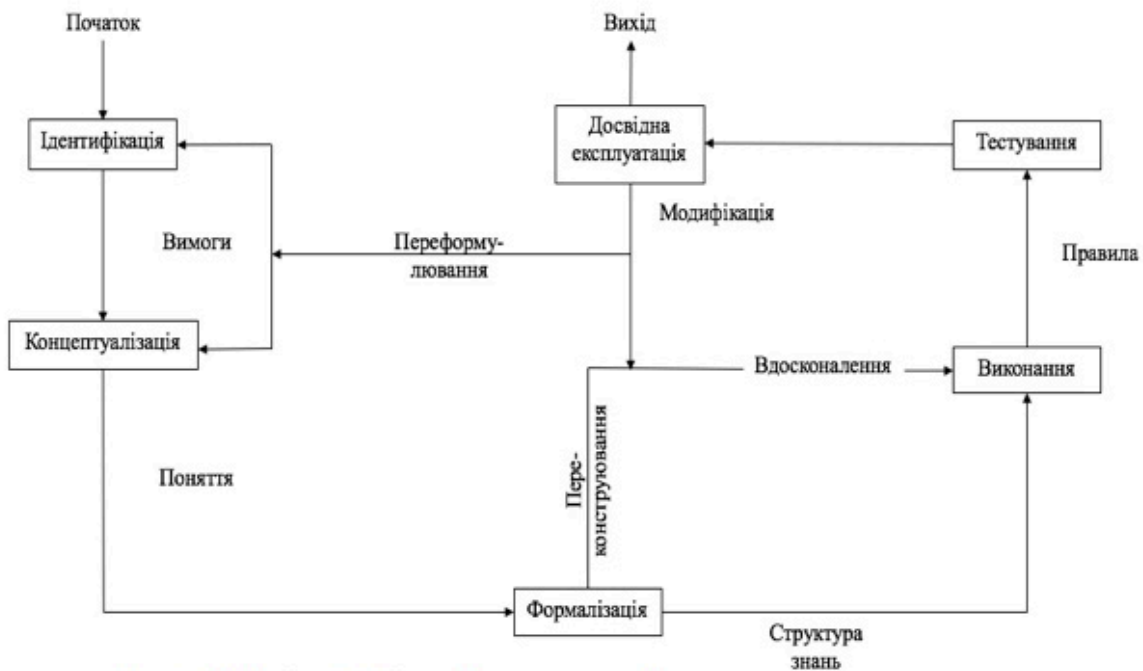 Початок
Вихід
Ідентифікація
Досвідна
експлуатація
Тестування
Модифікація
Вимоги
Переформу-
лювання
Правила
Концептуалізація
Вдосконалення
Виконання
Поняття
Пере-
конструювання
Формалізація
Структура
знань